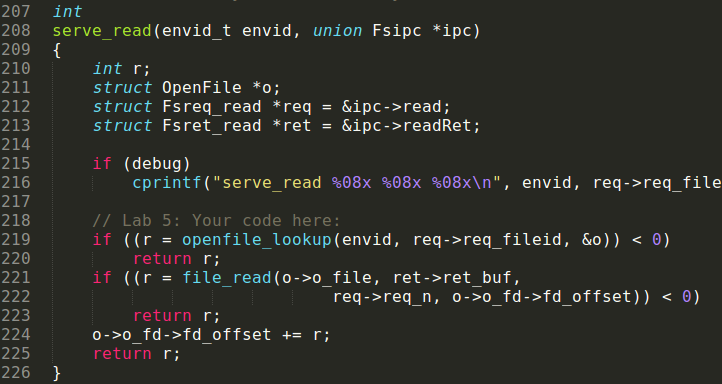 207 int
208 serve_read(envid_t envid, union Fsipc *ipc)
209 {
210     int r;
211     struct OpenFile *o;
212     struct Fsreq_read *req = &ipc->read;
213     struct Fsret_read *ret = &ipc->readRet;
214
215     if (debug)
216         cprintf("serve_read %08x %08x %08x\n", envid, req->req_file
217
218     // Lab 5: Your code here:
219     if ((r = openfile_lookup(envid, req->req_fileid, &o)) < 0)
220         return r;
221     if ((r = file_read(o->o_file, ret->ret_buf,
222                             req->req_n, o->o_fd->fd_offset)) < 0)
223         return r;
224     o->o_fd->fd_offset += r;
225     return r;
226 }